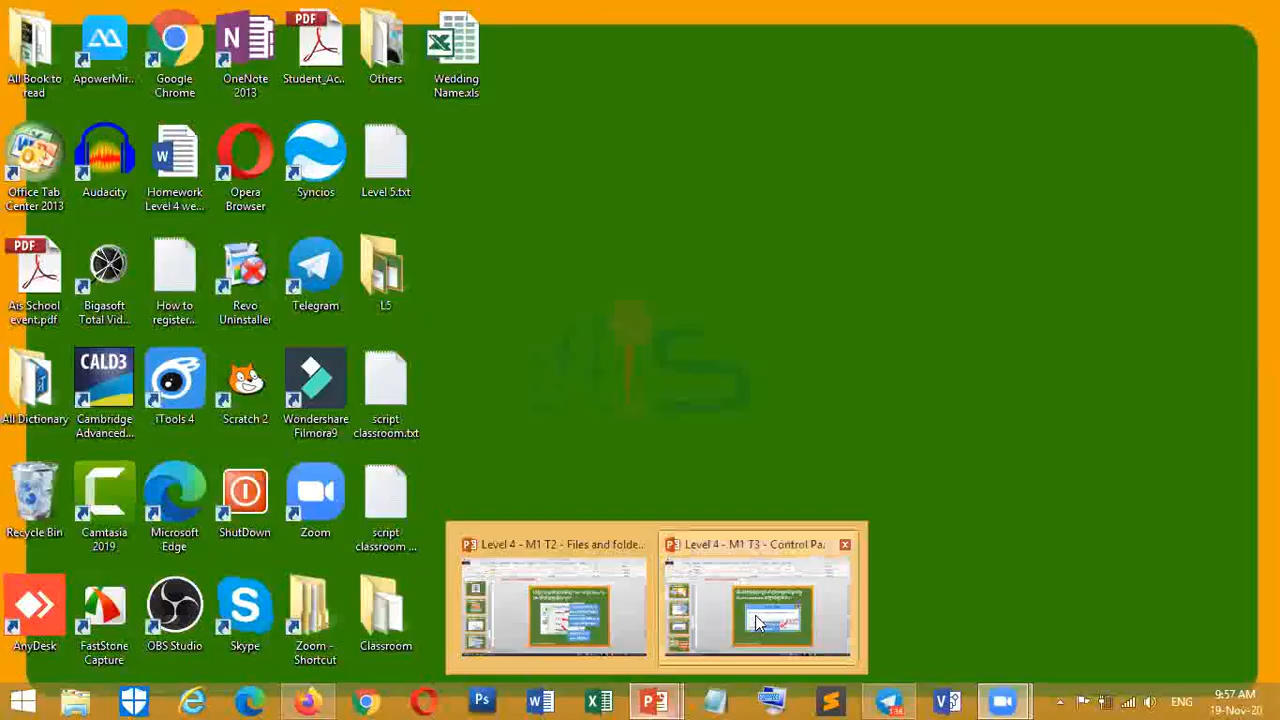 All Book to read
ApowerMir...
Google Chrome
OneNote 2013
PDF
Student_Ac...
Others
Wedding Name.xls
Office Tab Center 2013
Audacity
Homework Level 4 we...
Opera Browser
Syncios
Level 5.txt
PDF
Ais School event.pdf
Bigasoft Total Vid...
How to register...
Revo Uninstaller
Telegram
L5
All Dictionary
CALD3
Cambridge Advanced...
iTools 4
Scratch 2
Wondershare Filmora9
script classroom.txt
Recycle Bin
Camtasia 2019
Microsoft Edge
ShutDown
Zoom
script classroom ...
Level 4 - M1 T2 - Files and folde...
Level 4 - M1 T3 - Control Pa...
AnyDesk
FastStone Capture
OBS Studio
Skype
Zoom - Shortcut
Classroom
ENG
9:57 AM
19-Nov-20